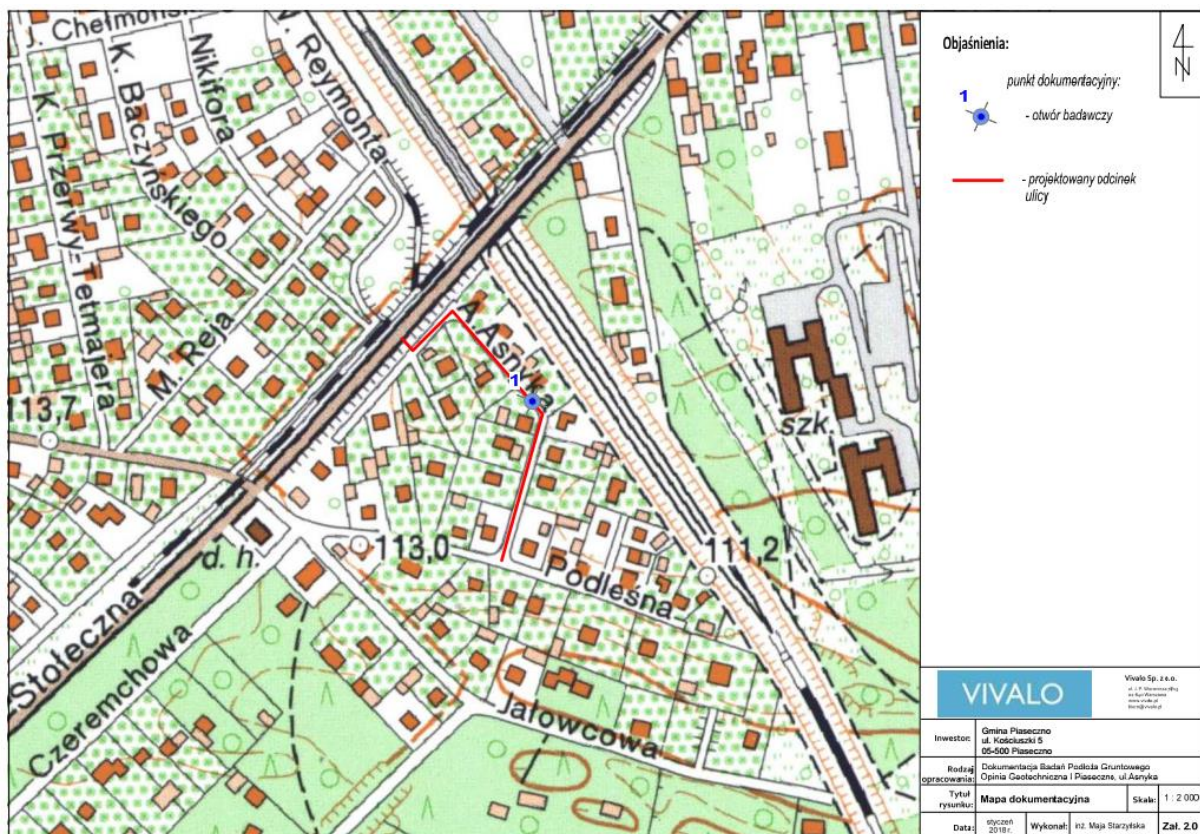 J. Chełmońsk
K. Baczyńskiego
Nikifora
W. Reymonta
K. Przerwy-Tetmajera
M. Reja
113,7
A. Asnyka
1
szk.
d. h.
113,0
111,2
Podleśna
Stołeczna
Czeremchowa
Jałowcowa
Objaśnienia:
N
punkt dokumentacyjny:
1
- otwór badawczy
- projektowany odcinek
ulicy
VIVALO
Vivalo Sp. z o.o.
Inwestor:
Gmina Piaseczno
ul. Kościuszki 5
05-500 Piaseczno
Rodzaj
opracowania:
Dokumentacja Badań Podłoża Gruntowego
Opinia Geotechniczna | Piaseczno, ul.Asnyka
Tytuł
rysunku:
Mapa dokumentacyjna
Skala:
1 : 2 000
Data:
styczeń
2018r.
Wykonał:
inż. Maja Starzyńska
Zał. 2.0